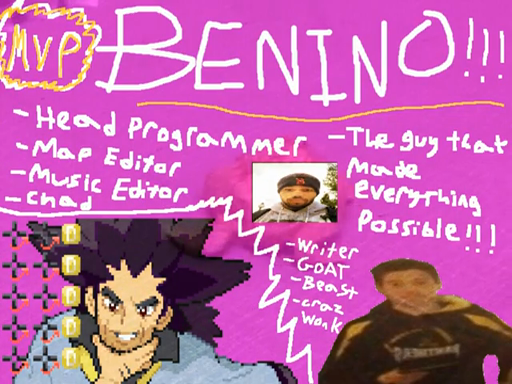 MVP
BENINO!!!
- Head Programmer
- Map Editor
- Music Editor
- Chad
- The guy that
made
everything
possible!!!
- Writer
- GOAT
- Beast
- craz
wonk